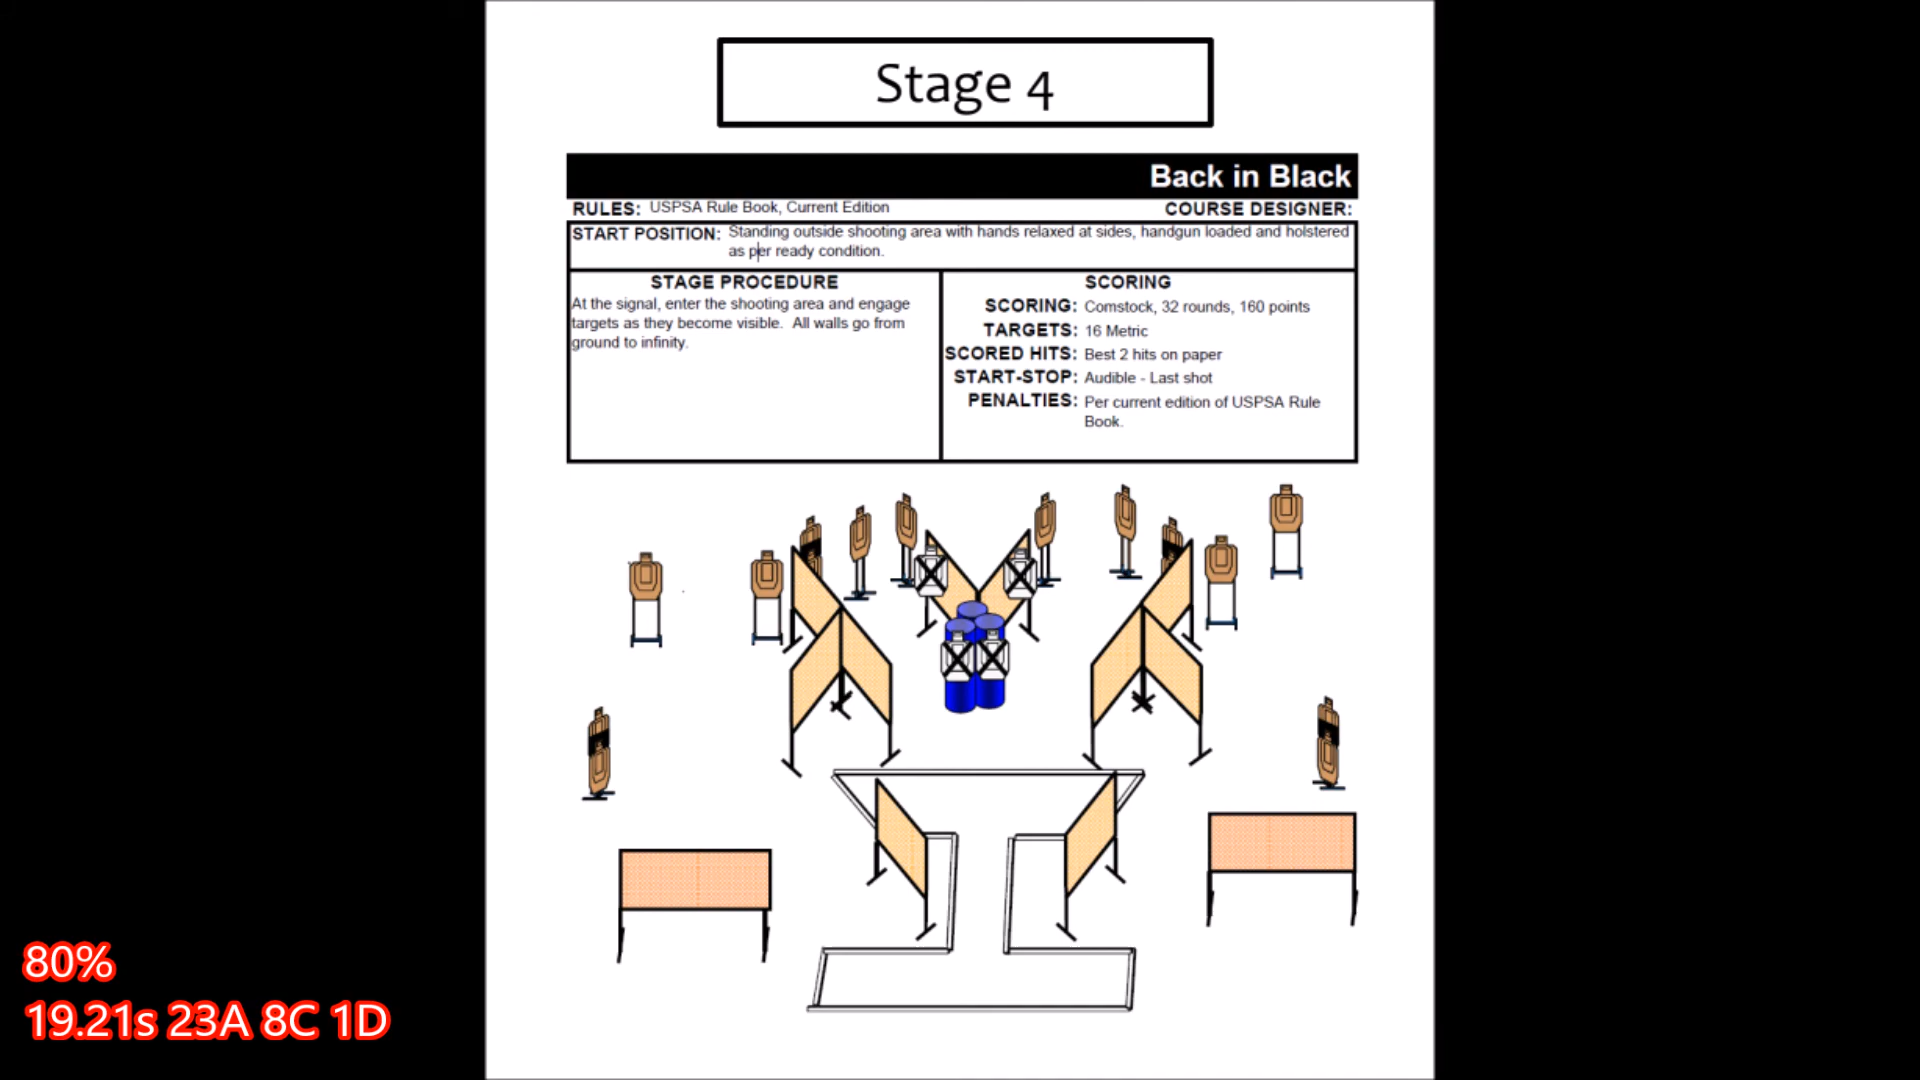 Stage 4
Back in Black
RULES: USPSA Rule Book, Current Edition
COURSE DESIGNER:
START POSITION: Standing outside shooting area with hands relaxed at sides, handgun loaded and holstered
as per ready condition.
STAGE PROCEDURE
At the signal, enter the shooting area and engage
targets as they become visible. All walls go from
ground to infinity.
SCORING
SCORING: Comstock, 32 rounds, 160 points
TARGETS: 16 Metric
SCORED HITS: Best 2 hits on paper
START-STOP: Audible - Last shot
PENALTIES: Per current edition of USPSA Rule
Book.
80%
19.21s 23A 8C 1D